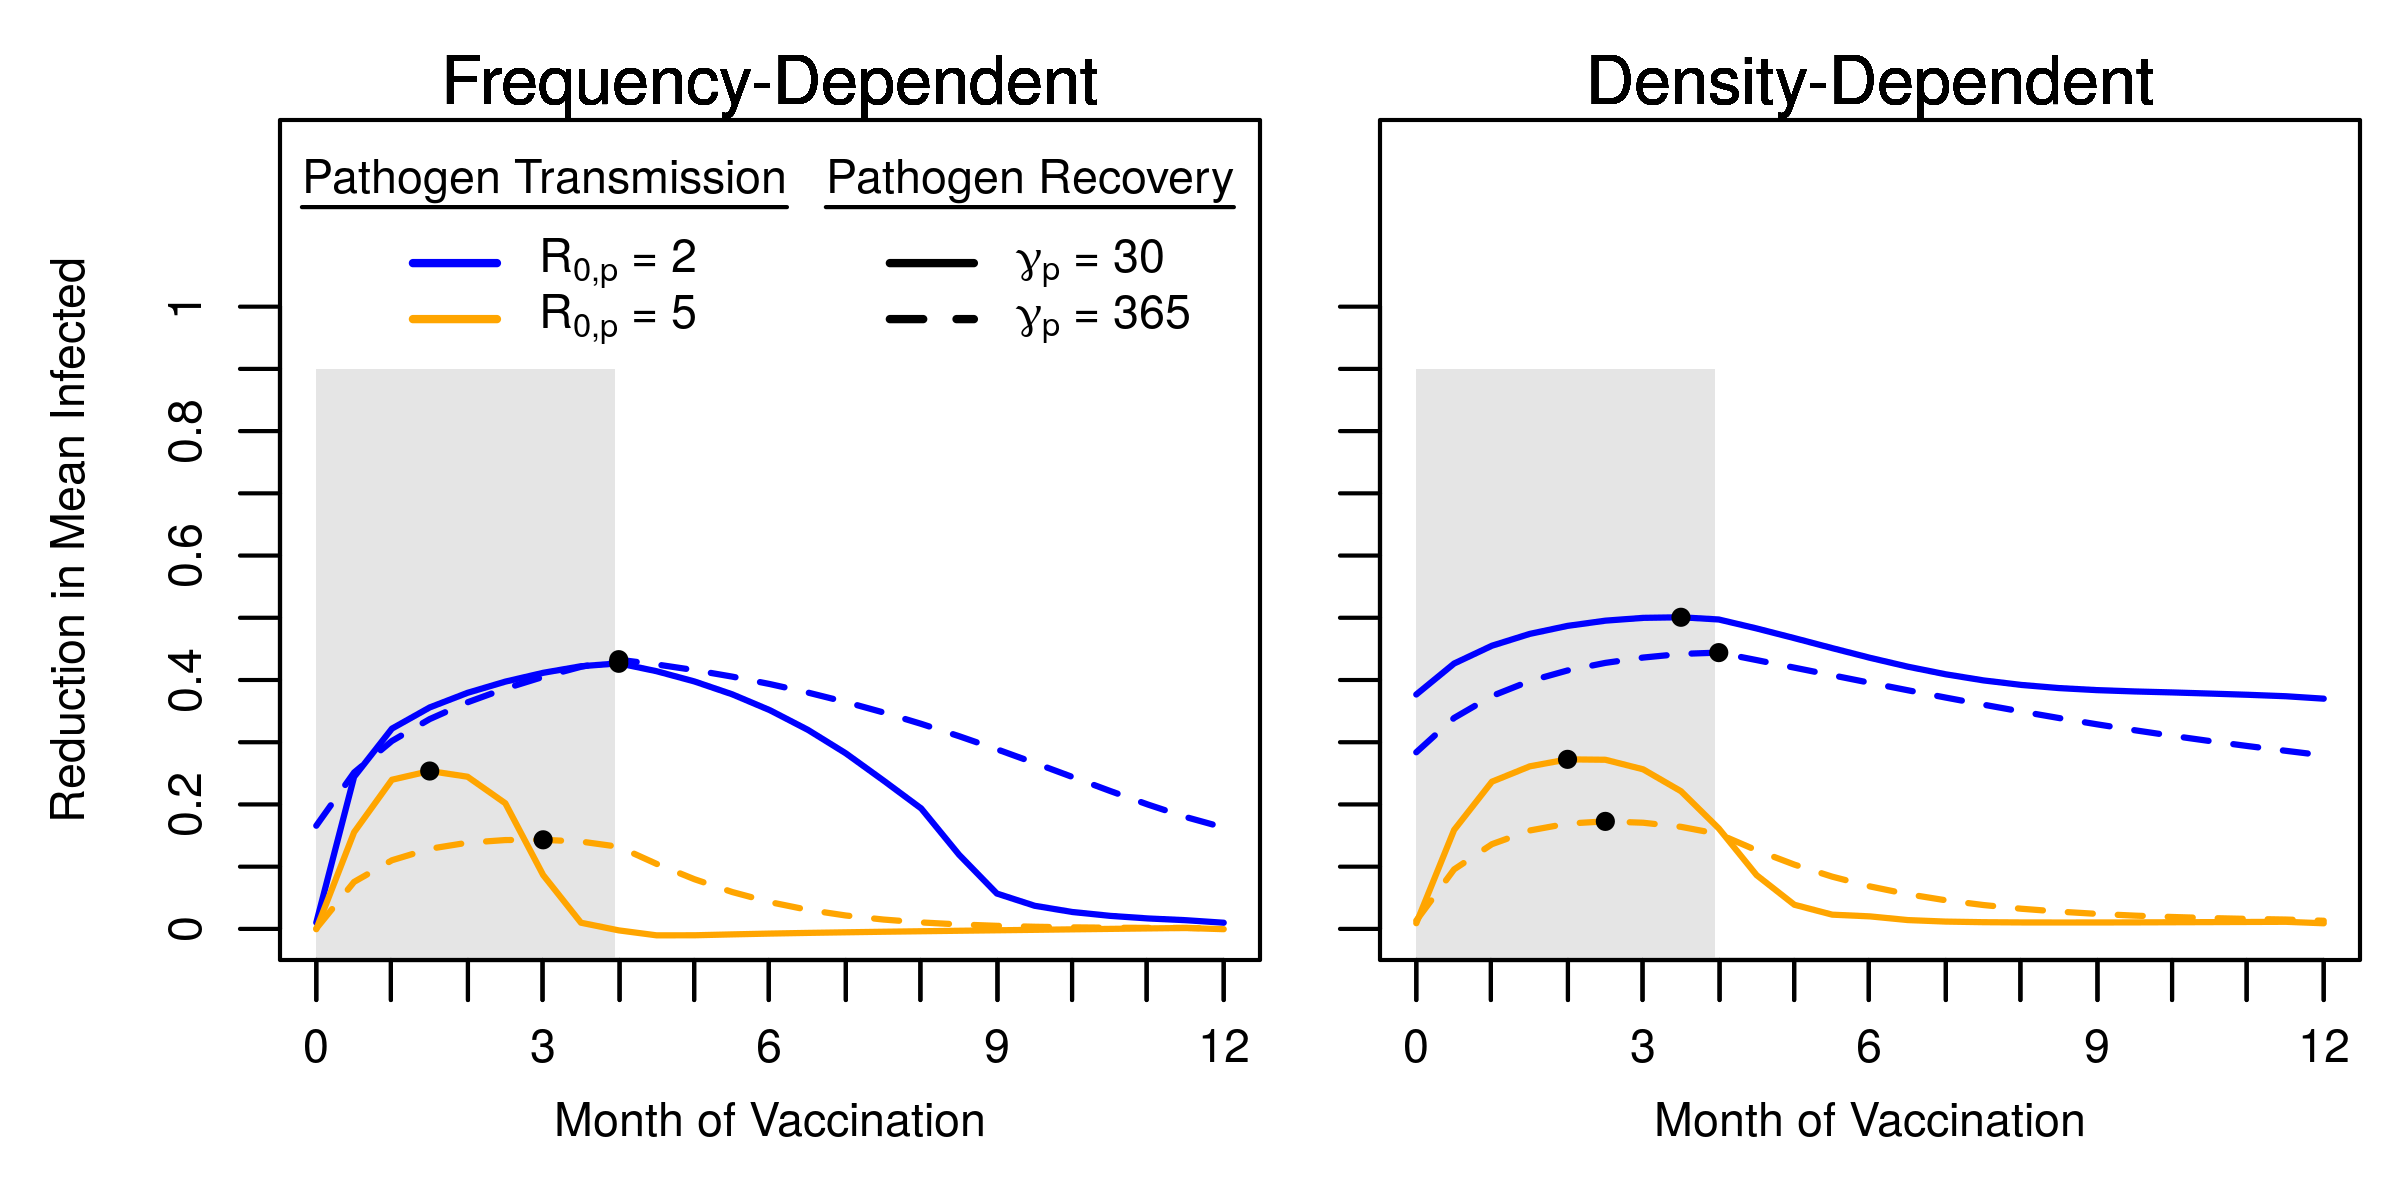 Frequency-Dependent
Density-Dependent
Pathogen Transmission
Pathogen Recovery
R0,p = 2
γp = 30
R0,p = 5
γp = 365
Reduction in Mean Infected
1
0.8
0.6
0.4
0.2
0
0 3 6 9 12
0 3 6 9 12
Month of Vaccination
Month of Vaccination